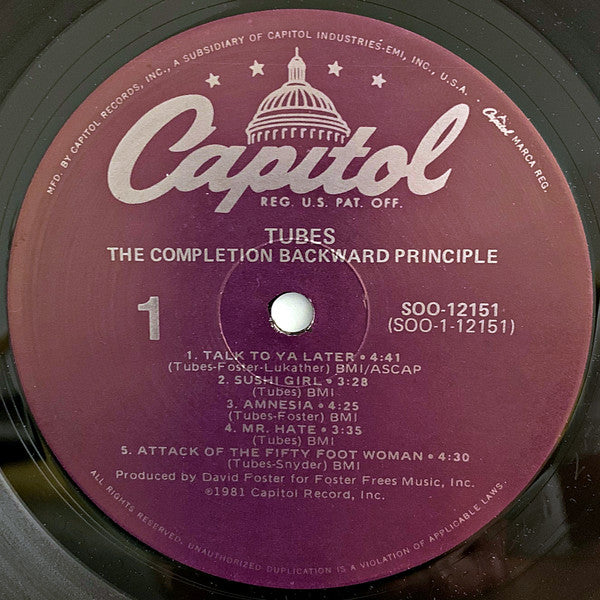 MFD. BY CAPITOL RECORDS, INC., A SUBSIDIARY OF CAPITOL INDUSTRIES-EMI, INC., U.S.A.
Capitol MARCA REG.
Capitol
REG. U.S. PAT. OFF.
TUBES
THE COMPLETION BACKWARD PRINCIPLE
1
SOO-12151
(SOO-1-12151)
1. TALK TO YA LATER • 4:41
(Tubes-Foster-Lukather) BMI/ASCAP
2. SUSHI GIRL • 3:28
(Tubes) BMI
3. AMNESIA • 4:25
(Tubes-Foster) BMI
4. MR. HATE • 3:35
(Tubes) BMI
5. ATTACK OF THE FIFTY FOOT WOMAN • 4:30
(Tubes-Snyder) BMI
Produced by David Foster for Foster Frees Music, Inc.
©1981 Capitol Record, Inc.
ALL RIGHTS RESERVED. UNAUTHORIZED DUPLICATION IS A VIOLATION OF APPLICABLE LAWS.